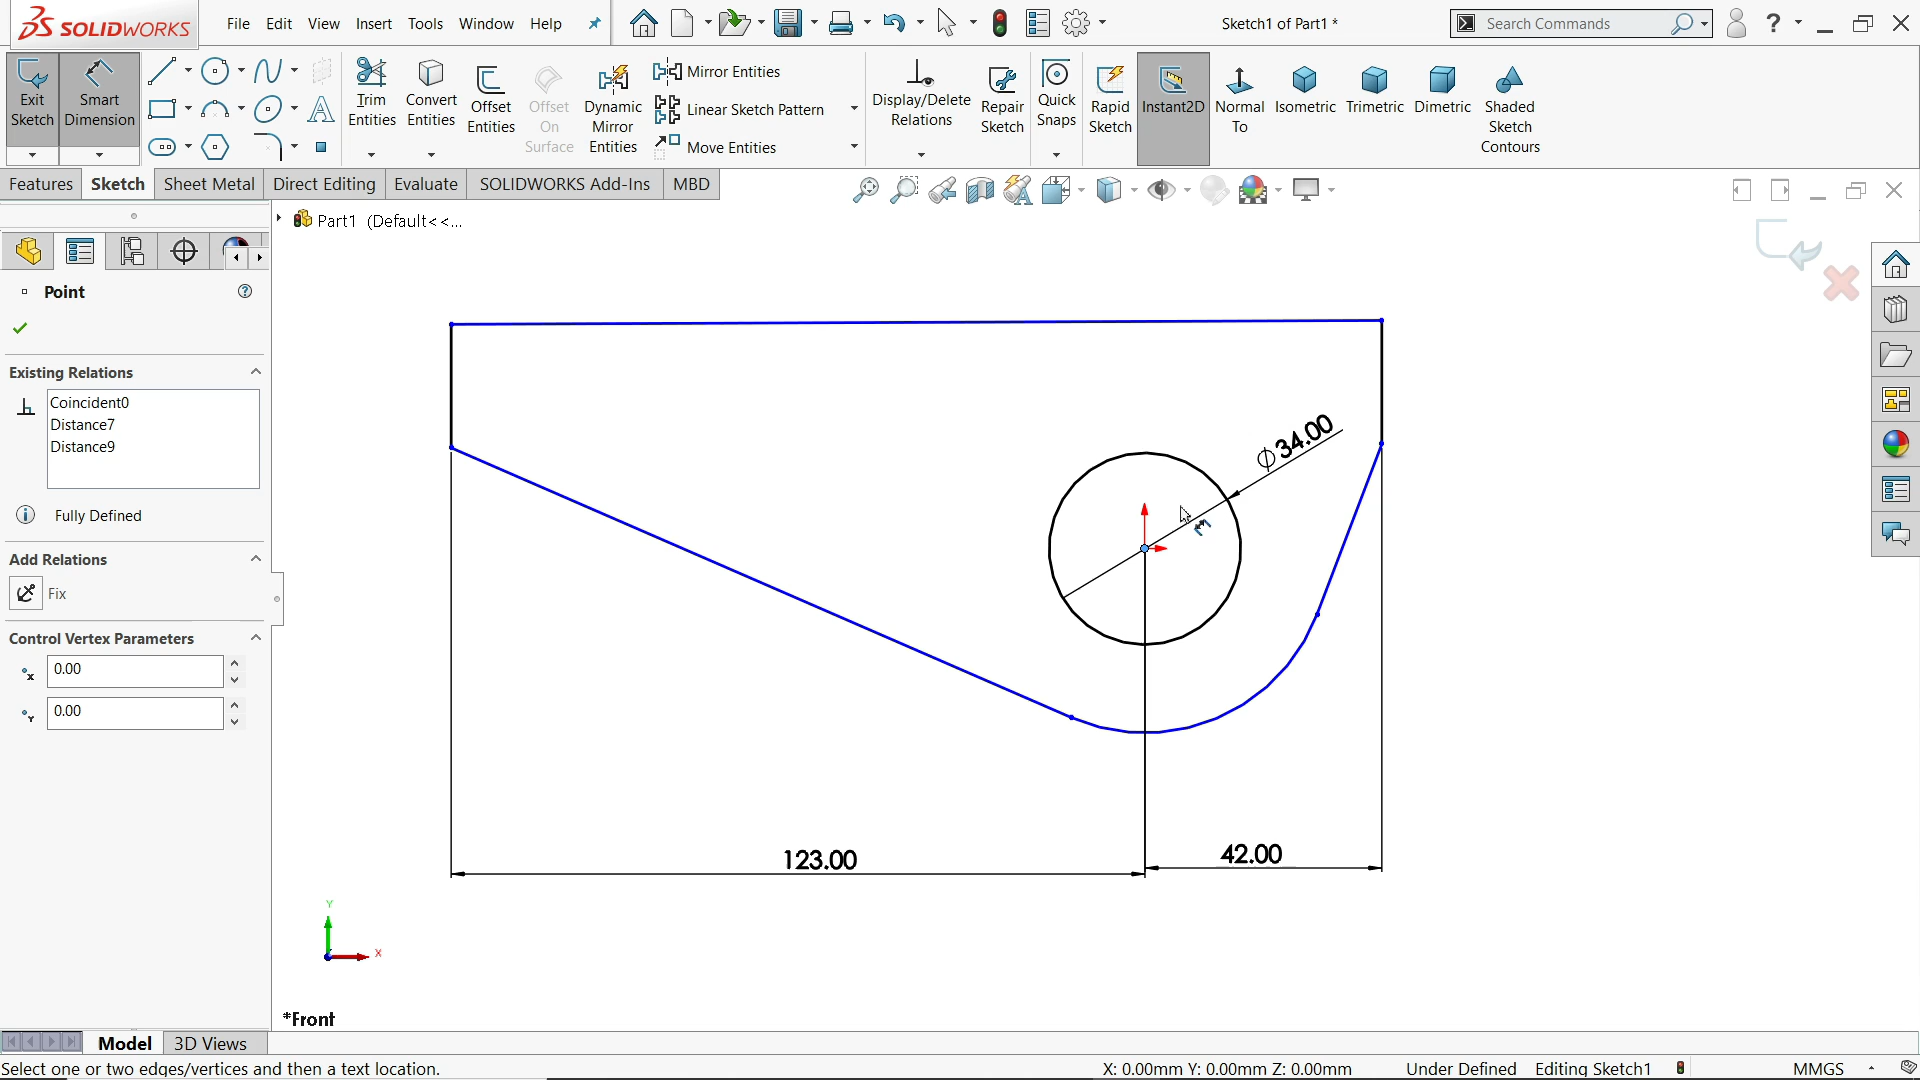 SOLIDWORKS
File Edit View Insert Tools Window Help
Sketch1 of Part1 *
Search Commands
Exit Sketch
Smart Dimension
Trim Entities
Convert Entities
Offset Entities
Offset On Surface
Dynamic Mirror Entities
Mirror Entities
Linear Sketch Pattern
Move Entities
Display/Delete Relations
Repair Sketch
Quick Snaps
Rapid Sketch
Instant2D
Normal To
Isometric
Trimetric
Dimetric
Shaded Sketch Contours
Features Sketch Sheet Metal Direct Editing Evaluate SOLIDWORKS Add-Ins MBD
Part1 (Default<<...
Point
Existing Relations
Coincident0
Distance7
Distance9
Fully Defined
Add Relations
Fix
Control Vertex Parameters
x 0.00
Y 0.00
∅34.00
123.00
42.00
Y
X
*Front
Model 3D Views
Select one or two edges/vertices and then a text location.
X: 0.00mm Y: 0.00mm Z: 0.00mm Under Defined Editing Sketch1 MMGS